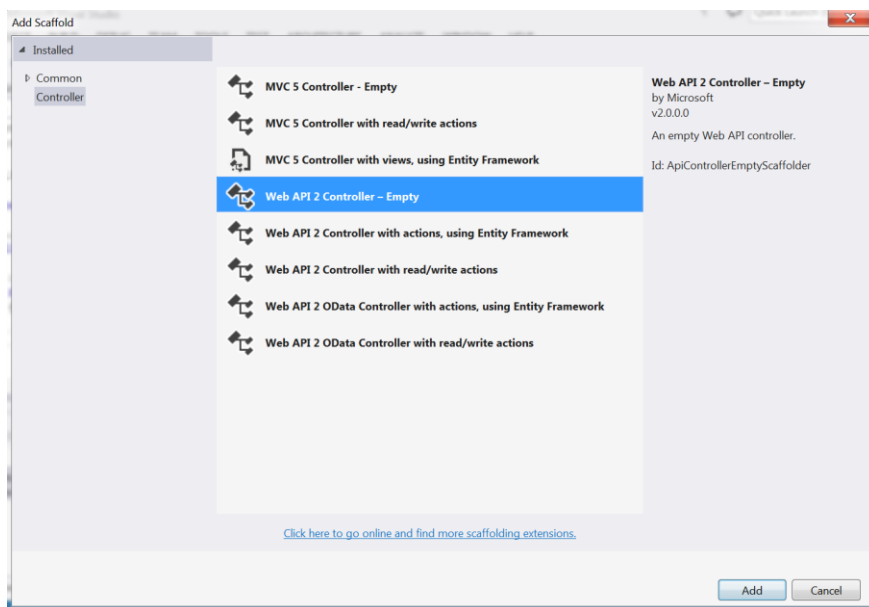 Add Scaffold
Installed
Common
Controller
MVC 5 Controller - Empty
MVC 5 Controller with read/write actions
MVC 5 Controller with views, using Entity Framework
Web API 2 Controller – Empty
Web API 2 Controller with actions, using Entity Framework
Web API 2 Controller with read/write actions
Web API 2 OData Controller with actions, using Entity Framework
Web API 2 OData Controller with read/write actions
Click here to go online and find more scaffolding extensions.
Web API 2 Controller – Empty
by Microsoft
v2.0.0.0
An empty Web API controller.
Id: ApiControllerEmptyScaffolder
Add
Cancel